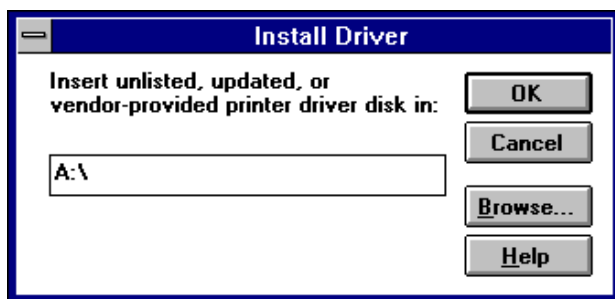 Install Driver
Insert unlisted, updated, or
vendor-provided printer driver disk in:
A:\
OK
Cancel
Browse...
Help